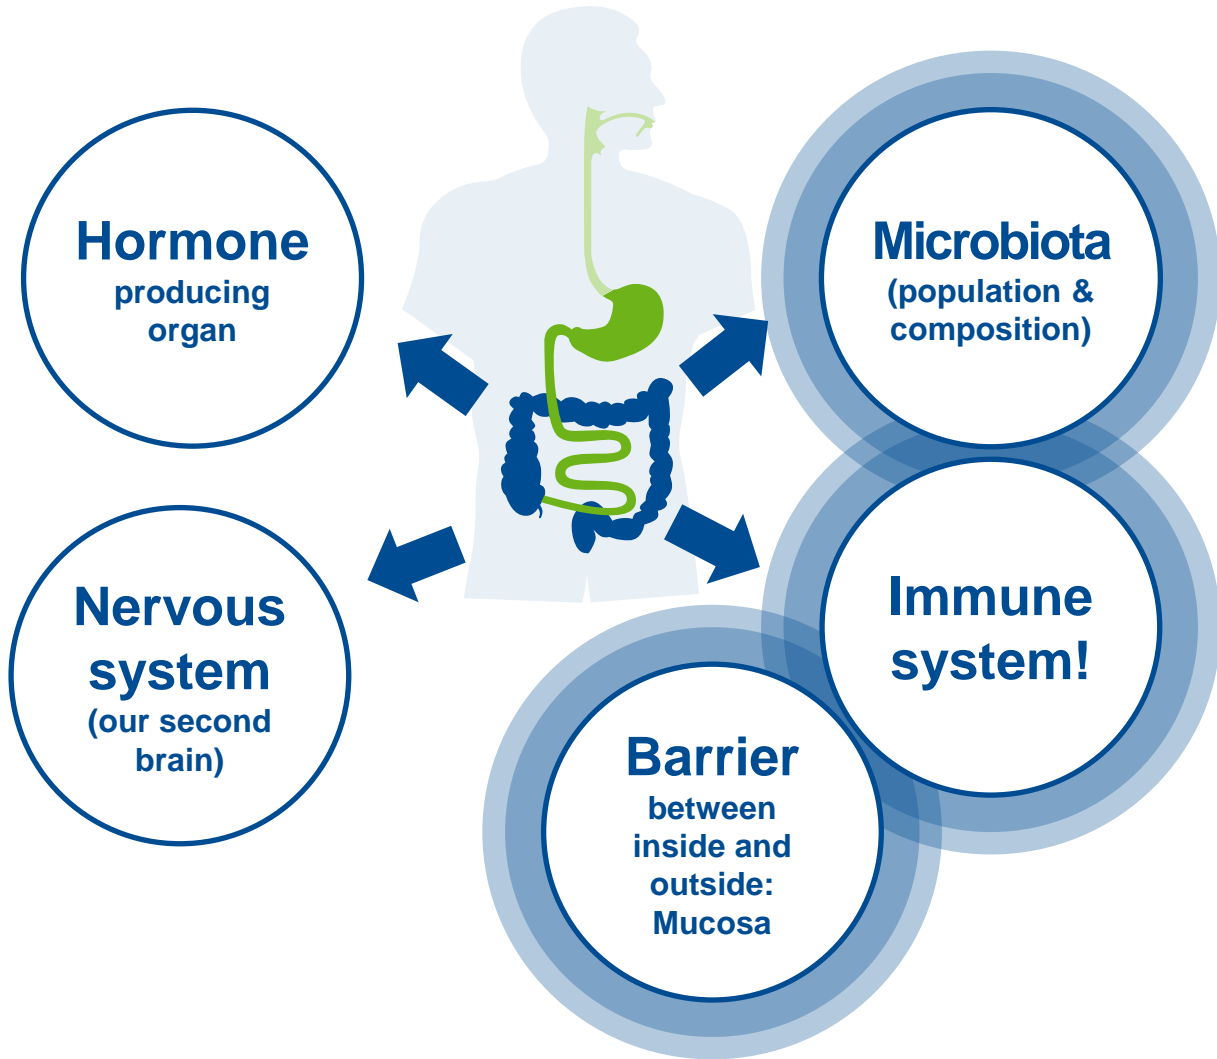 Hormone
producing
organ
Microbiota
(population &
composition)
Nervous
system
(our second
brain)
Immune
system!
Barrier
between
inside and
outside:
Mucosa